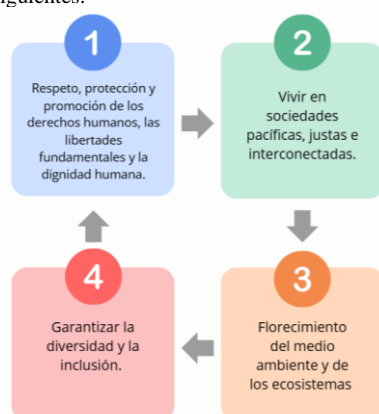 siguientes:
1
Respeto, protección y
promoción de los
derechos humanos, las
libertades
fundamentales y la
dignidad humana.
2
Vivir en
sociedades
pacíficas, justas e
interconectadas.
3
Florecimiento
del medio
ambiente y de
los ecosistemas
4
Garantizar la
diversidad y la
inclusión.